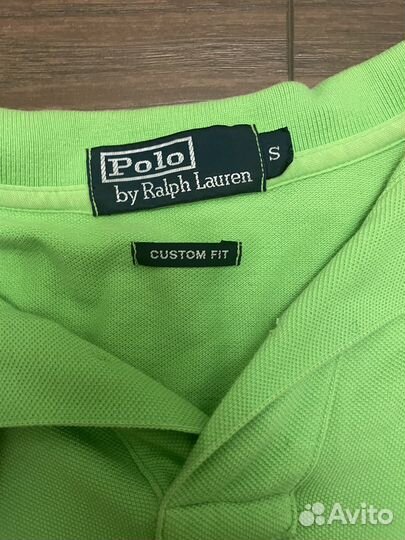 Polo
by Ralph Lauren
S
CUSTOM FIT
Avito